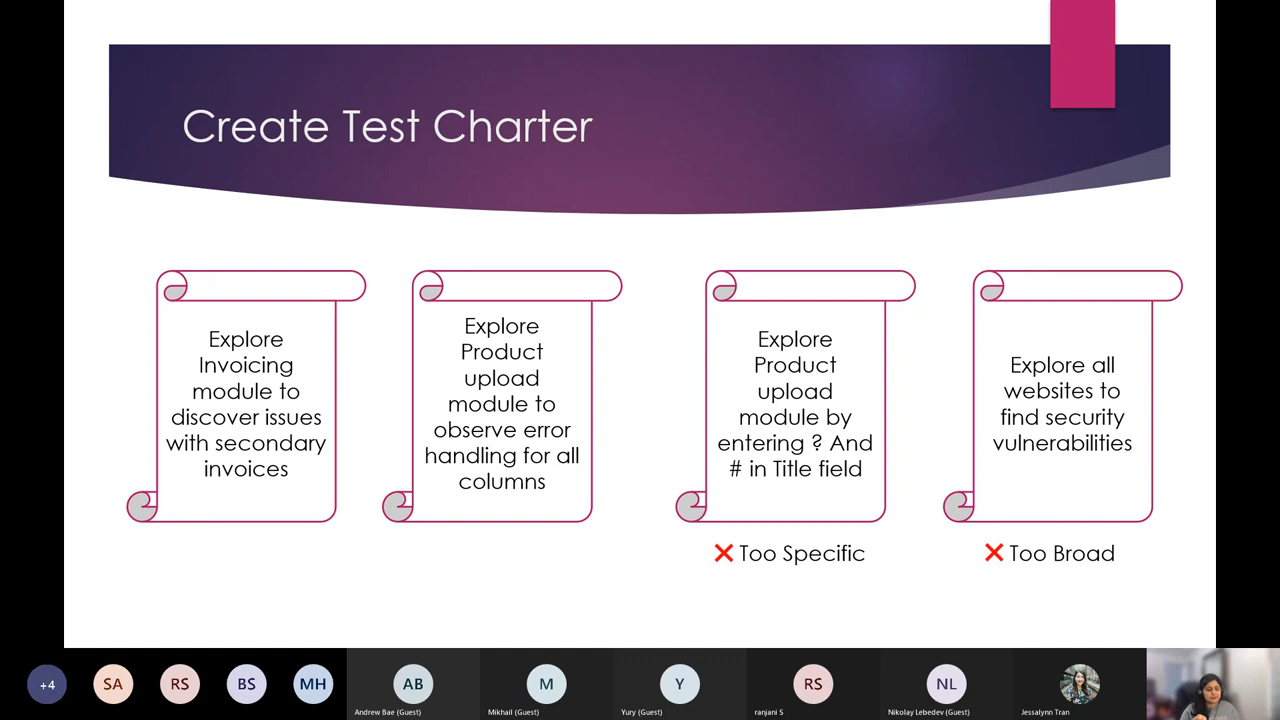 Create Test Charter
Explore
Invoicing
module to
discover issues
with secondary
invoices
Explore
Product
upload
module to
observe error
handling for all
columns
Explore
Product
upload
module by
entering ? And
# in Title field
Explore all
websites to
find security
vulnerabilities
❌ Too Specific
❌ Too Broad
+4
SA
RS
BS
MH
AB
M
Y
RS
NL
Andrew Bae (Guest)
Mikhail (Guest)
Yury (Guest)
ranjani S
Nikolay Lebedev (Guest)
Jessalynn Tran